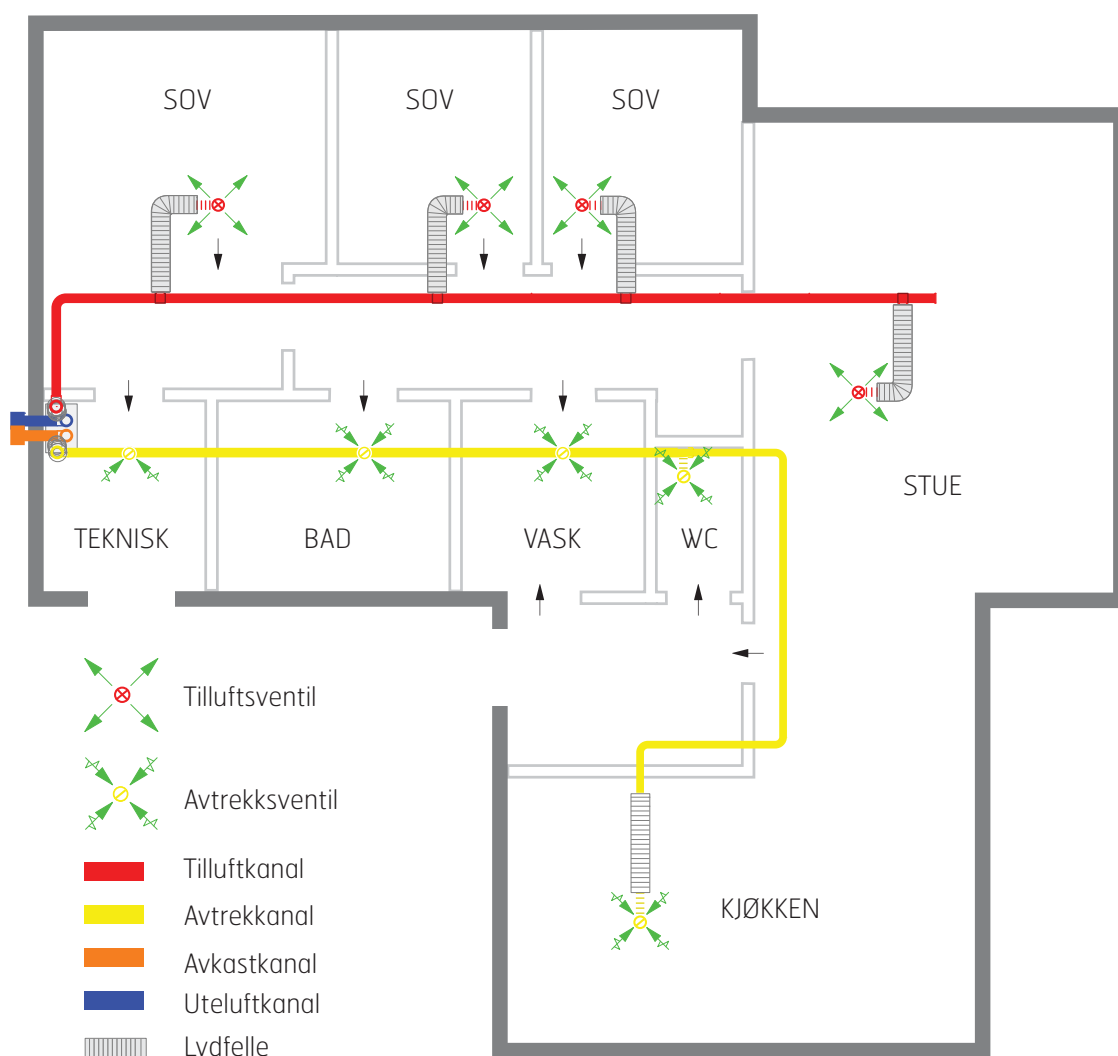 SOV SOV SOV
STUE
TEKNISK BAD VASK WC
Tilluftsventil
Avtrekksventil
Tilluftkanal
Avtrekkanal
KJØKKEN
Avkastkanal
Uteluftkanal
Lydfelle